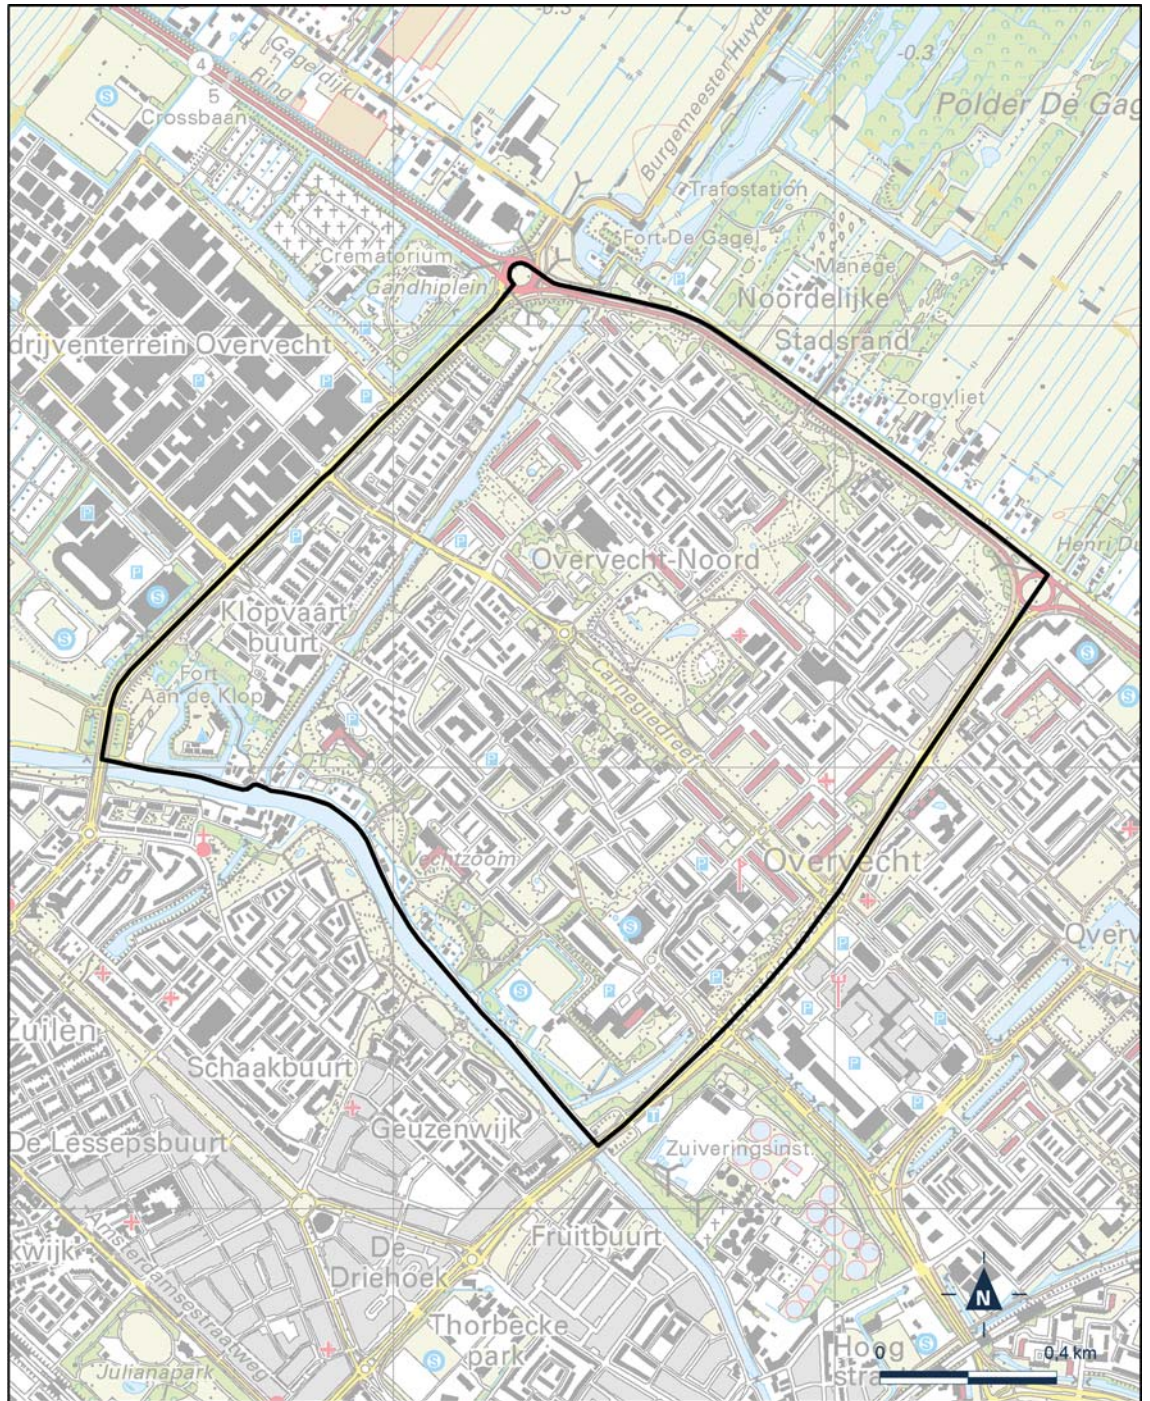 -0.3
Gageldijk
Ring
4
5
Crossbaan
S
Burgemeester Huyde
-0.3
Polder De Gag
Trafostation
Fort De Gagel
P
Manege
Crematorium
Gandhiplein
Noordelijke
Stadsrand
P
drijventerrein Overvecht
P
P
P
Zorgvliet
P
P
P
Overvecht-Noord
Henri Du
P
S
S
Klopvaart
buurt
S
S
Carnegiedreef
Fort
Aan de Klop
P
P
Vechtzoom
P
Overvecht
S
P
P
Overv
S
P
P
P
Zuilen
P
Schaakbuurt
P
T
Geuzenwijk
De Lessepsbuurt
Zuiveringsinst.
Fruitbuurt
kwijk
De
Driehoek
Amsterdamsestraatweg
N
Thorbecke
park
S
Hoog
stra
S
0
0,4 km
Julianapark